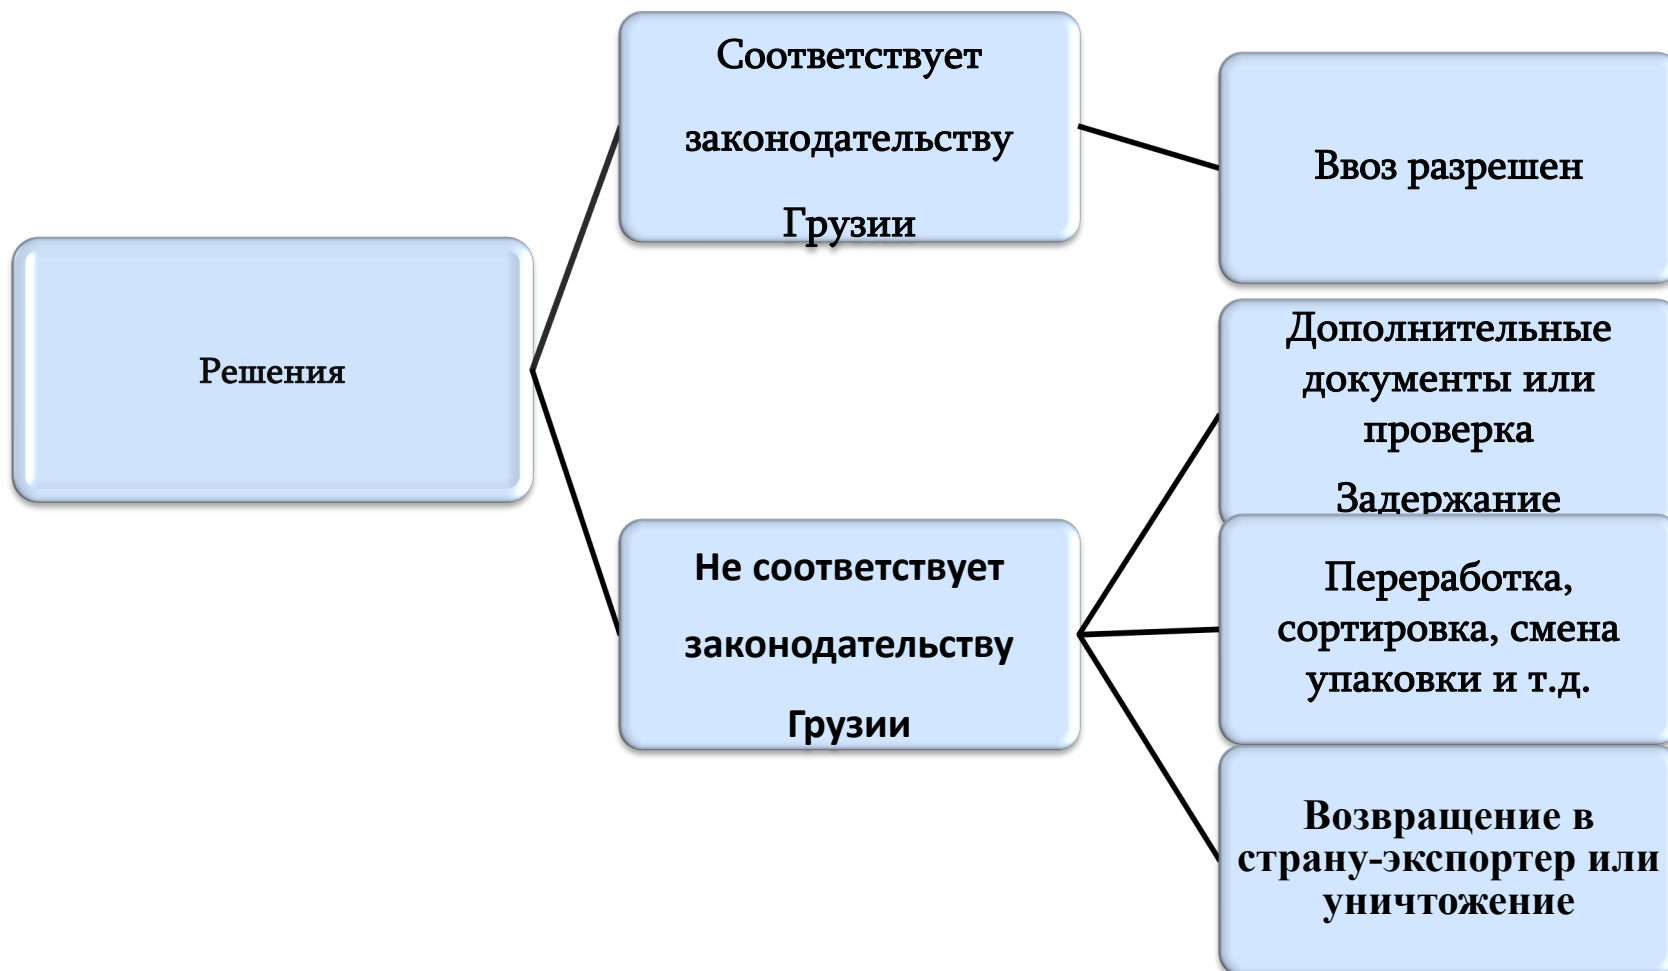 Решения
Соответствует
законодательству
Грузии
Ввоз разрешен
Не соответствует
законодательству
Грузии
Дополнительные
документы или
проверка
Задержание
Переработка,
сортировка, смена
упаковки и т.д.
Возвращение в
страну-экспортер или
уничтожение